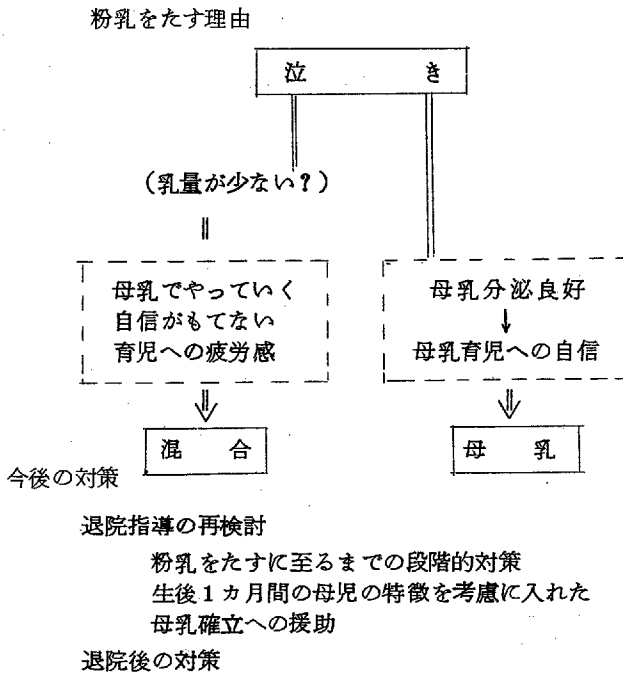 粉乳をたす理由
泣き
(乳量が少ない?)
母乳でやっていく
自信がもてない
育児への疲労感
母乳分泌良好
↓
母乳育児への自信
混合
母乳
今後の対策
退院指導の再検討
粉乳をたすに至るまでの段階的対策
生後1カ月間の母児の特徴を考慮に入れた
母乳確立への援助
退院後の対策